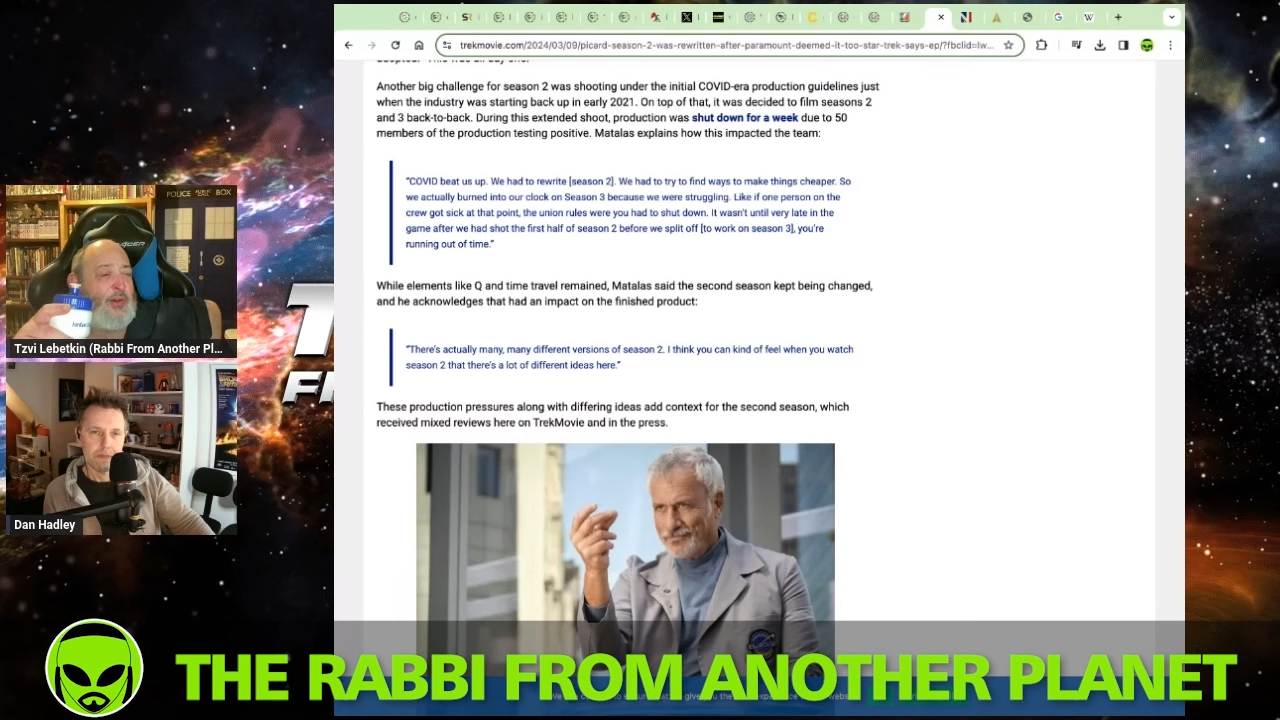 trekmovie.com/2024/03/09/picard-season-2-was-rewritten-after-paramount-deemed-it-too-star-trek-says-ep/?fbclid=Iw...
Another big challenge for season 2 was shooting under the initial COVID-era production guidelines just
when the industry was starting back up in early 2021. On top of that, it was decided to film seasons 2
and 3 back-to-back. During this extended shoot, production was shut down for a week due to 50
members of the production testing positive. Matalas explains how this impacted the team:
“COVID beat us up. We had to rewrite [season 2]. We had to try to find ways to make things cheaper. So
we actually burned into our clock on Season 3 because we were struggling. Like if one person on the
crew got sick at that point, the union rules were you had to shut down. It wasn't until very late in the
game after we had shot the first half of season 2 before we split off [to work on season 3], you're
running out of time.”
While elements like Q and time travel remained, Matalas said the second season kept being changed,
and he acknowledges that had an impact on the finished product:
“There's actually many, many different versions of season 2. I think you can kind of feel when you watch
season 2 that there's a lot of different ideas here.”
These production pressures along with differing ideas add context for the second season, which
received mixed reviews here on TrekMovie and in the press.
POLICE BOX
Tzvi Lebetkin (Rabbi From Another Pl...
Dan Hadley
THE RABBI FROM ANOTHER PLANET